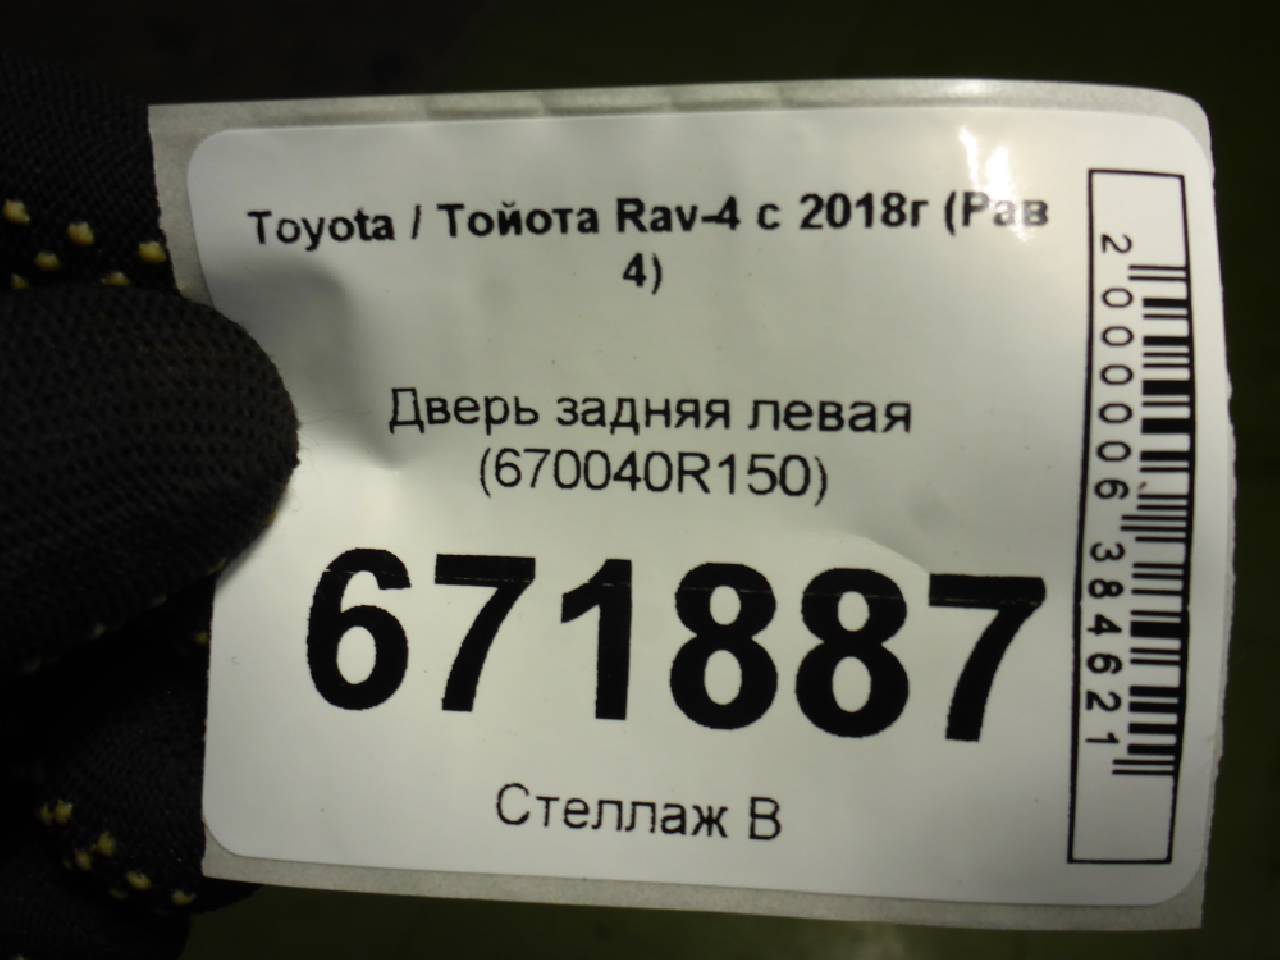 Toyota / Тойота Rav-4 с 2018г (Рав
4)
Дверь задняя левая
(670040R150)
671887
Стеллаж В
2000006384621